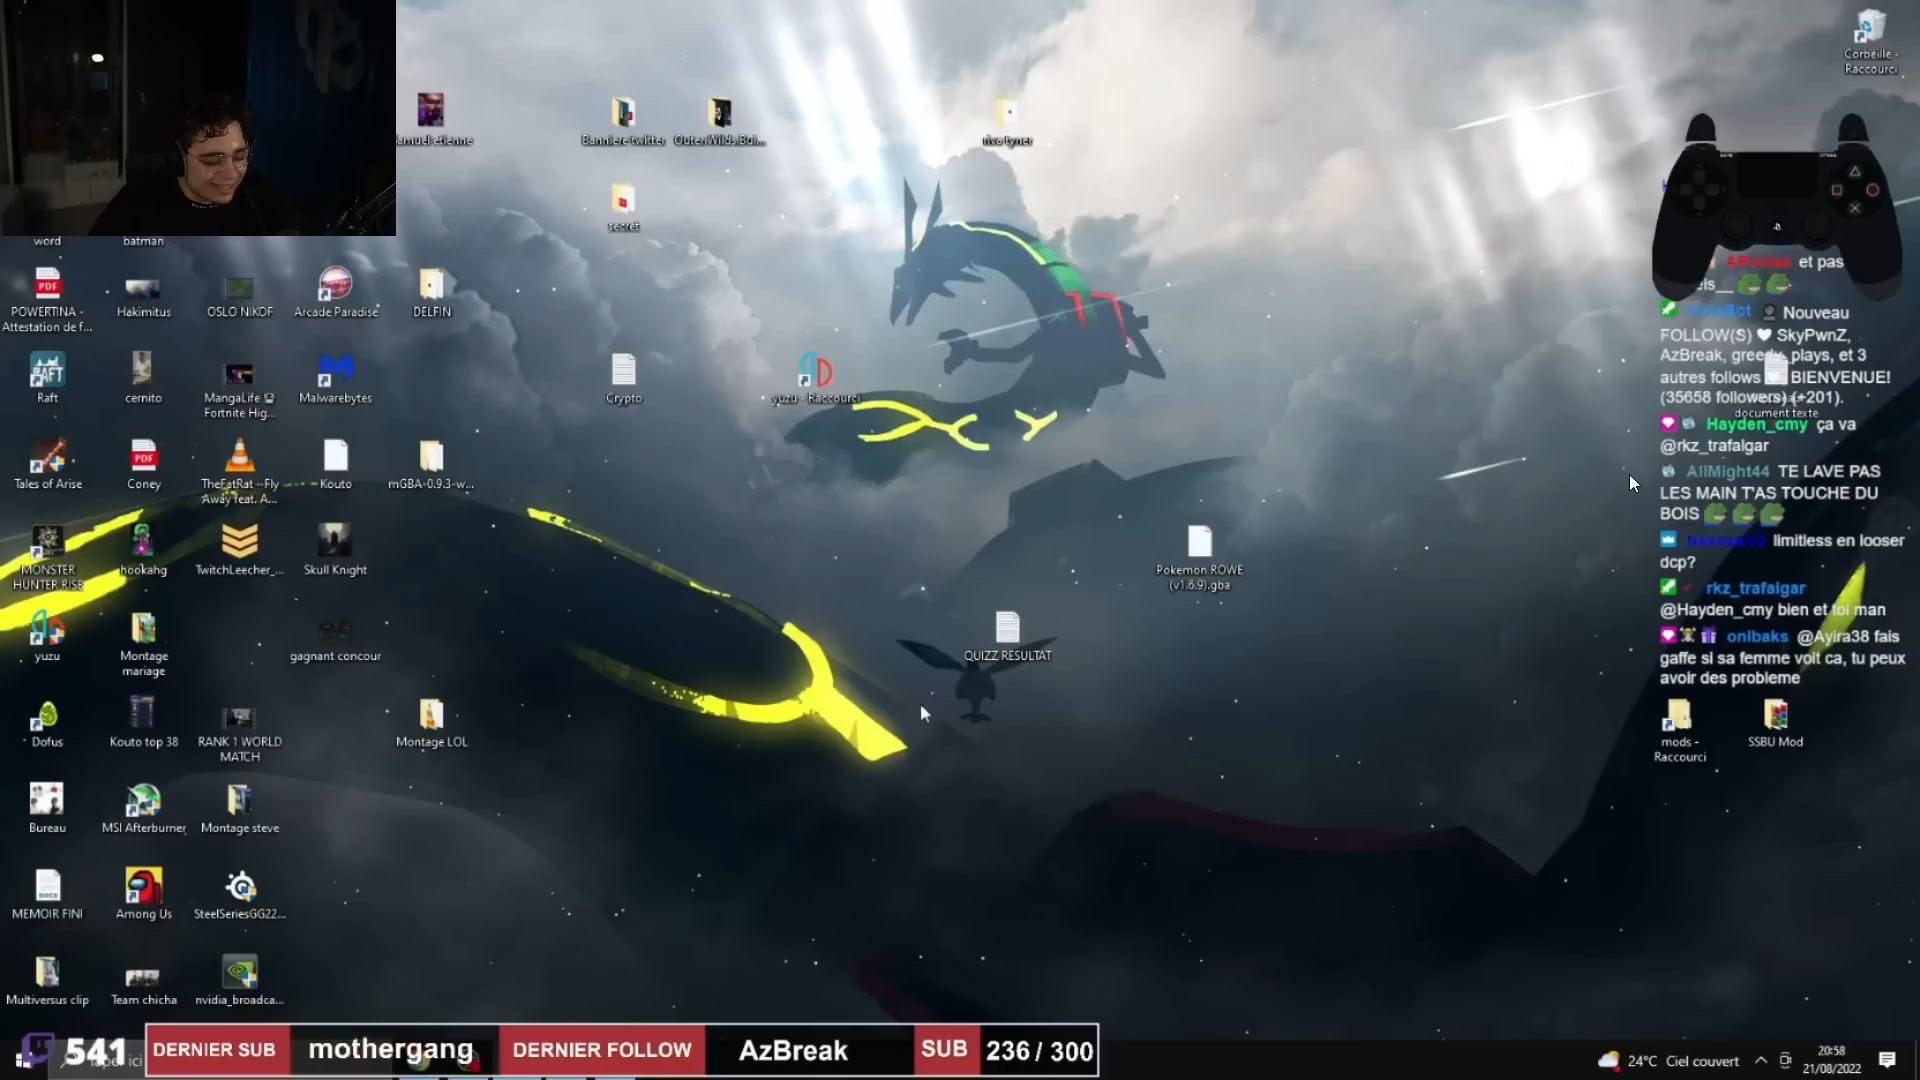 Corbeille -
Raccourci
Banniere twitter
secret
word
batman
POWERTINA -
Attestation de f...
Hakimitus
OSLO NIKOF
Arcade Paradise
DELFIN
Raft
cernito
MangaLife
Fortnite Hig...
Malwarebytes
Crypto
yuzu - Raccourci
Tales of Arise
Coney
TheFatRat --Fly
Away feat. A...
Kouto
mGBA-0.9.3-w...
MONSTER
HUNTER RISE
hookahg
TwitchLeecher_...
Skull Knight
Pokemon ROWE
(v1.6.9).gba
yuzu
Montage
mariage
gagnant concour
QUIZZ RESULTAT
Dofus
Kouto top 38
RANK 1 WORLD
MATCH
Montage LOL
mods -
Raccourci
SSBU Mod
Bureau
MSI Afterburner
Montage steve
MEMOIR FINI
Among Us
SteelSeriesGG22...
Multiversus clip
Team chicha
nvidia_broadca...
et pas
Nouveau
FOLLOW(S) ♥ SkyPwnZ,
AzBreak, greedy_plays, et 3
autres follows BIENVENUE!
(35658 followers) (+201).
document texte
Hayden_cmy ça va
@rkz_trafalgar
AllMight44 TE LAVE PAS
LES MAIN T'AS TOUCHE DU
BOIS
limitless en looser
dcp?
rkz_trafalgar
@Hayden_cmy bien et toi man
onibaks @Ayira38 fais
gaffe si sa femme voit ca, tu peux
avoir des probleme
541
DERNIER SUB mothergang DERNIER FOLLOW AzBreak SUB 236 / 300
24°C Ciel couvert
20:58
21/08/2022